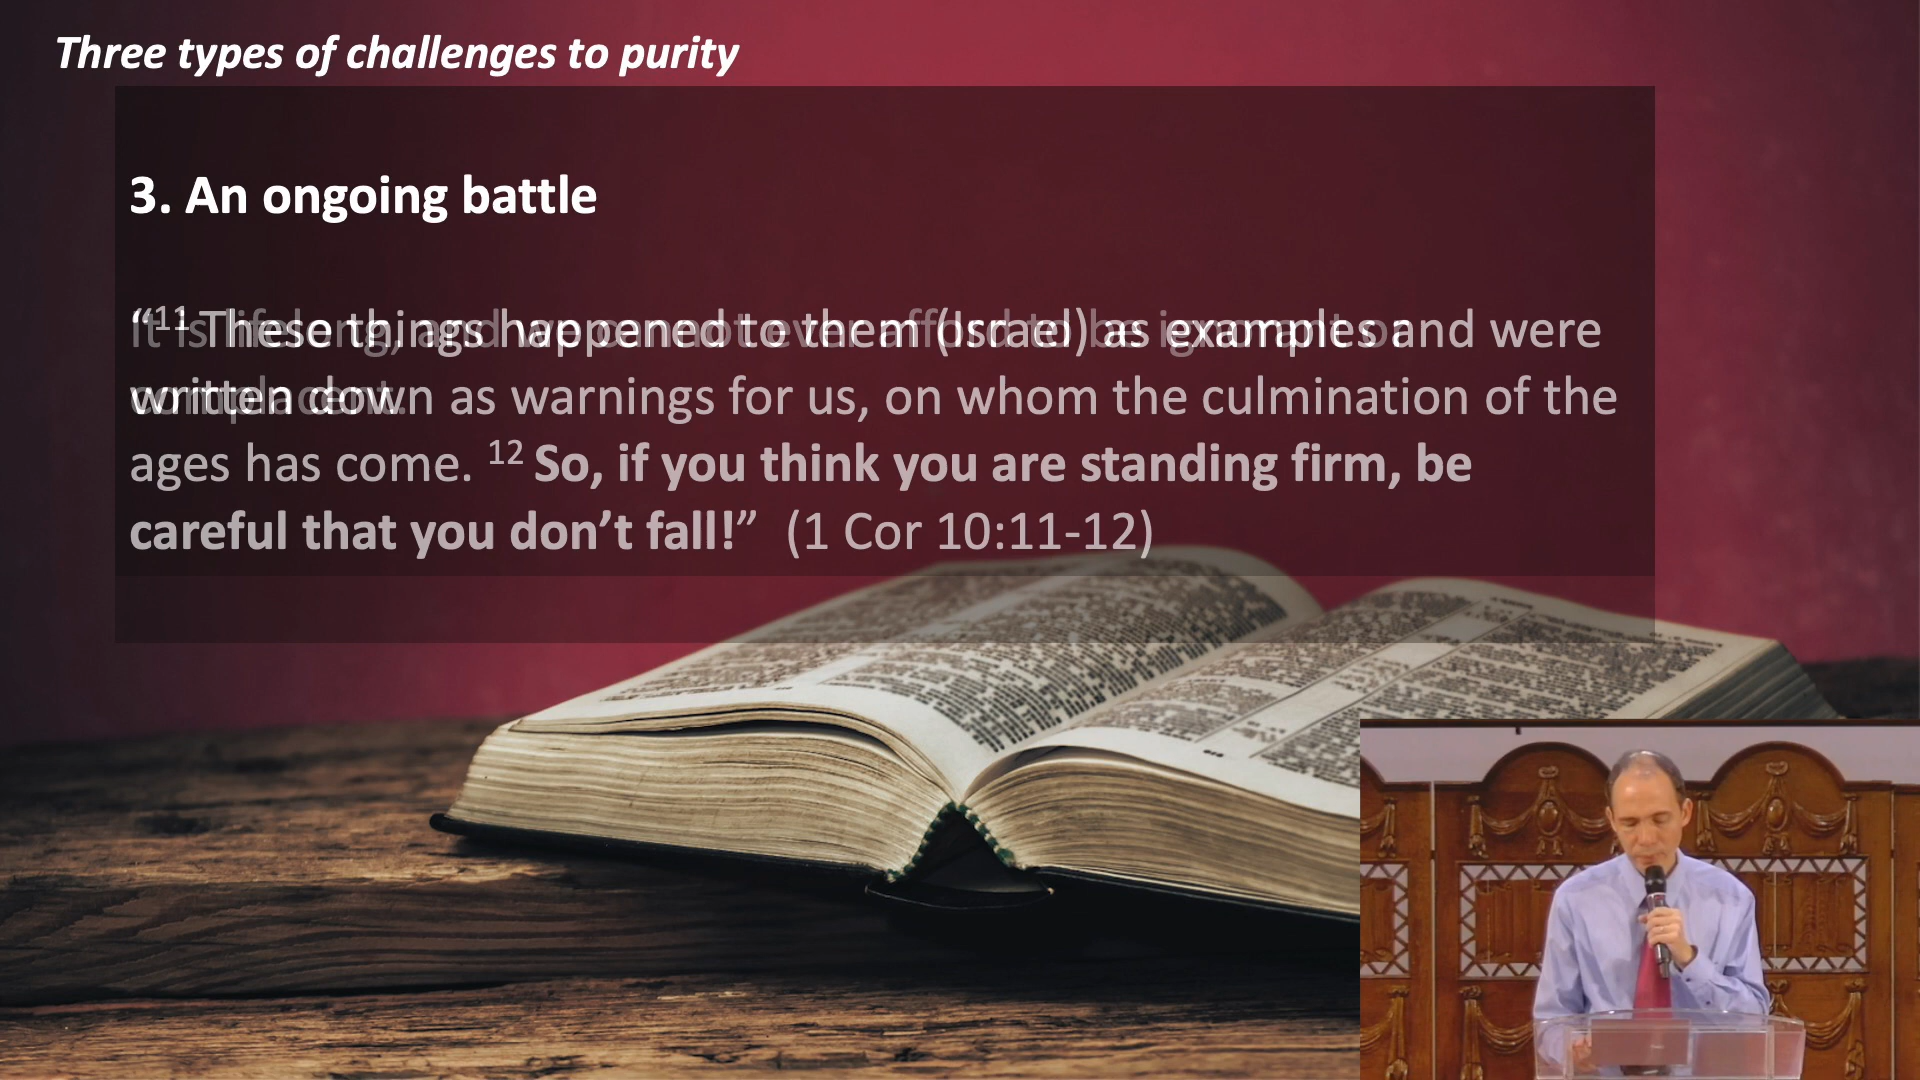 Three types of challenges to purity
3. An ongoing battle
“11 These things happened to them (Israel) as examples and were
written down as warnings for us, on whom the culmination of the
ages has come. 12 So, if you think you are standing firm, be
careful that you don’t fall!” (1 Cor 10:11-12)